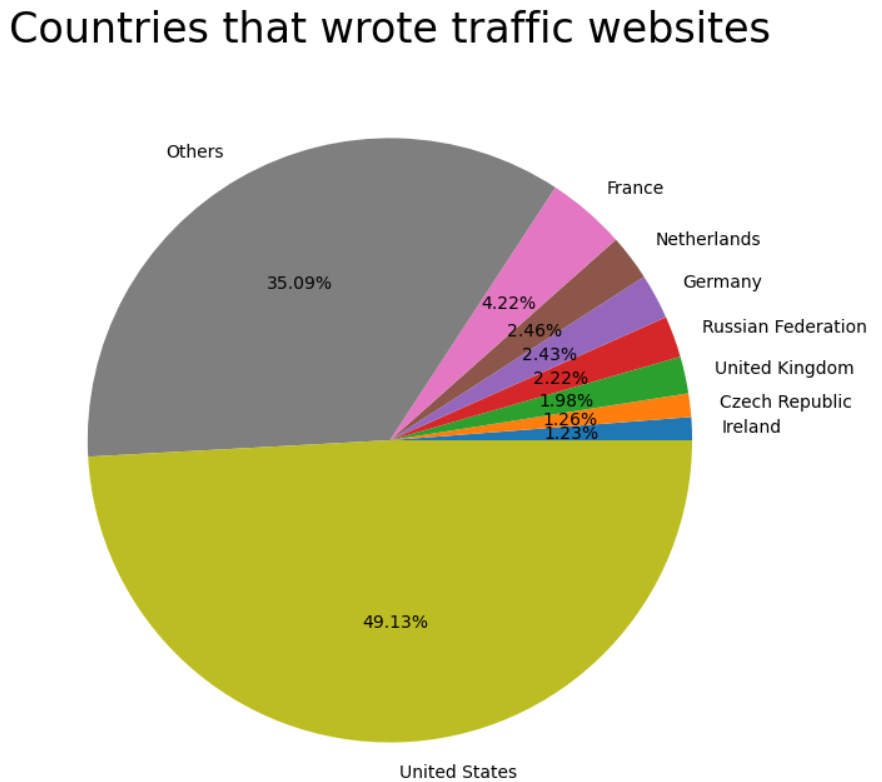 Countries that wrote traffic websites
Others
France
Netherlands
Germany
Russian Federation
United Kingdom
Czech Republic
Ireland
35.09%
4.22%
2.46%
2.43%
2.22%
1.98%
1.26%
1.23%
49.13%
United States